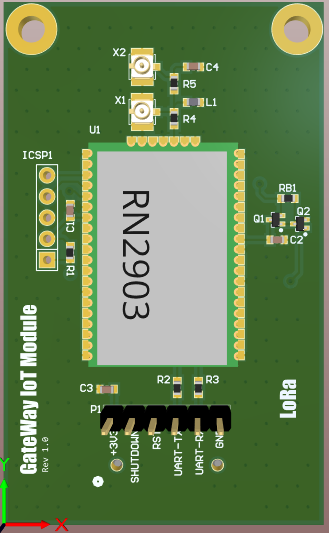 X2
C4
R5
X1
L1
R4
U1
ICSP1
RN2903
RB1
Q1
Q2
C1
C2
R1
GateWay IoT Module
Rev 1.0
LoRa
C3
R2
R3
P1
+3V3
SHUTDOWN
RST
UART-TX
UART-RX
GND
Y
X